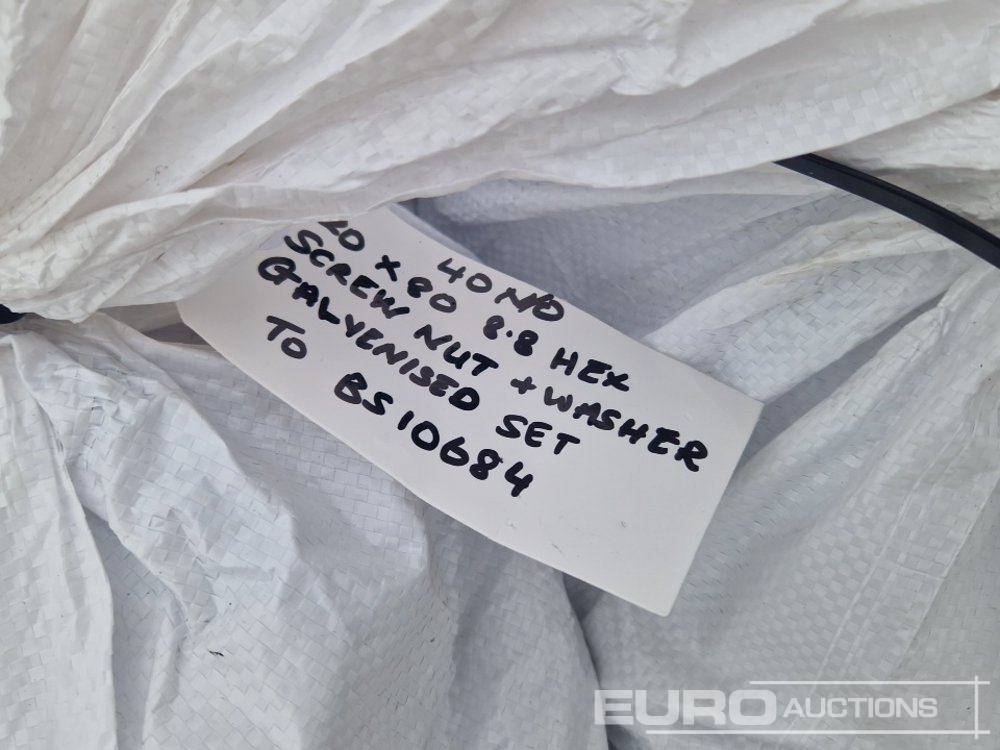 40 NO
20 x 80 8.8 HEX
SCREW NUT + WASHER
GALVENISED SET
TO BS10684
EURO AUCTIONS